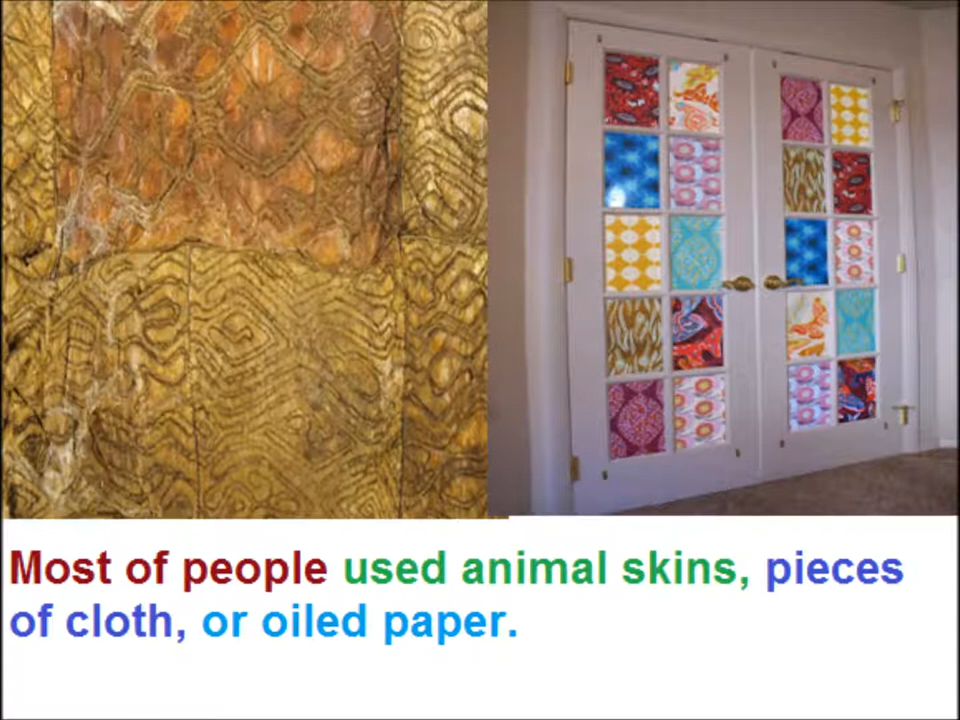 Most of people used animal skins, pieces
of cloth, or oiled paper.